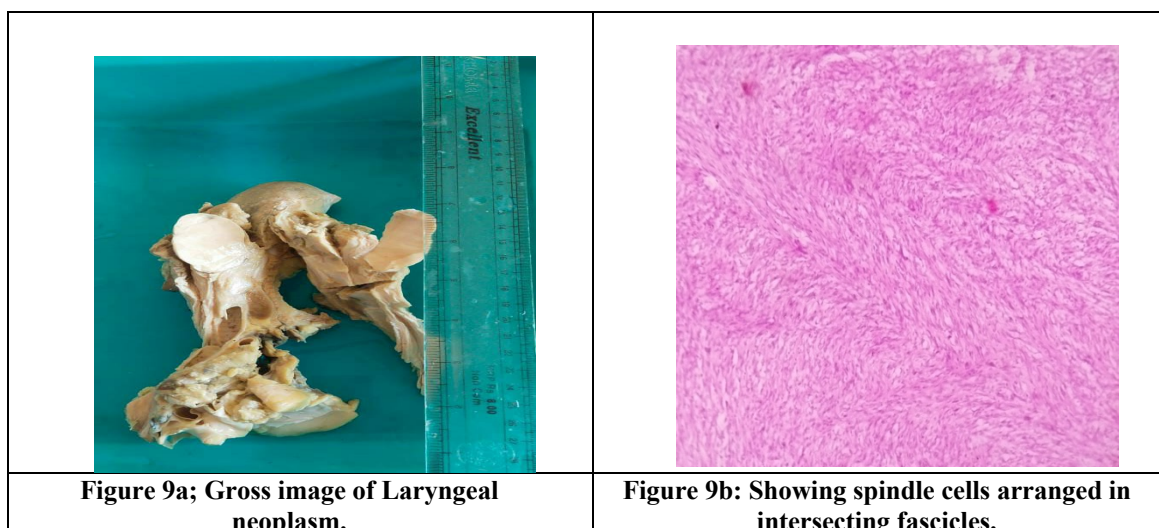 Excellent
Figure 9a; Gross image of Laryngeal
neoplasm.
Figure 9b: Showing spindle cells arranged in
intersecting fascicles.